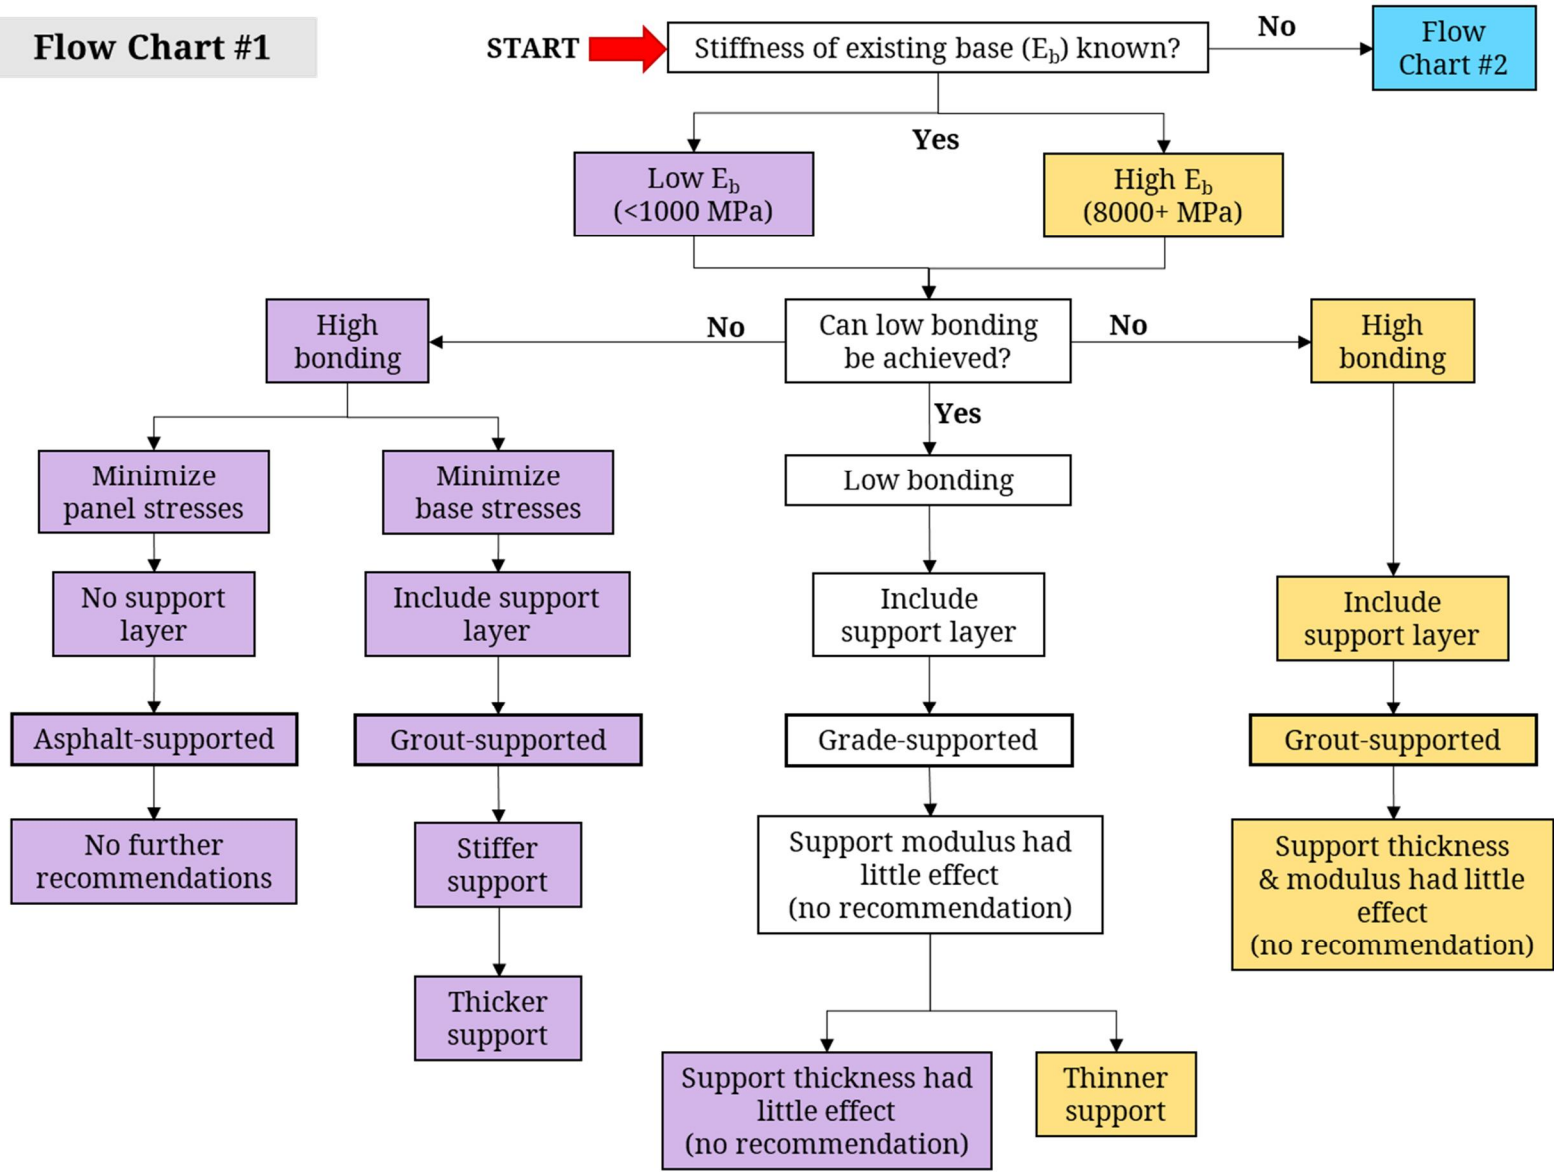 Flow Chart #1
START
Stiffness of existing base (E_b) known?
No
Flow
Chart #2
Yes
Low E_b
(<1000 MPa)
High E_b
(8000+ MPa)
High
bonding
No
Can low bonding
be achieved?
No
High
bonding
Yes
Minimize
panel stresses
Minimize
base stresses
Low bonding
No support
layer
Include support
layer
Include
support layer
Include
support layer
Asphalt-supported
Grout-supported
Grade-supported
Grout-supported
No further
recommendations
Stiffer
support
Support modulus had
little effect
(no recommendation)
Support thickness
& modulus had little
effect
(no recommendation)
Thicker
support
Support thickness had
little effect
(no recommendation)
Thinner
support